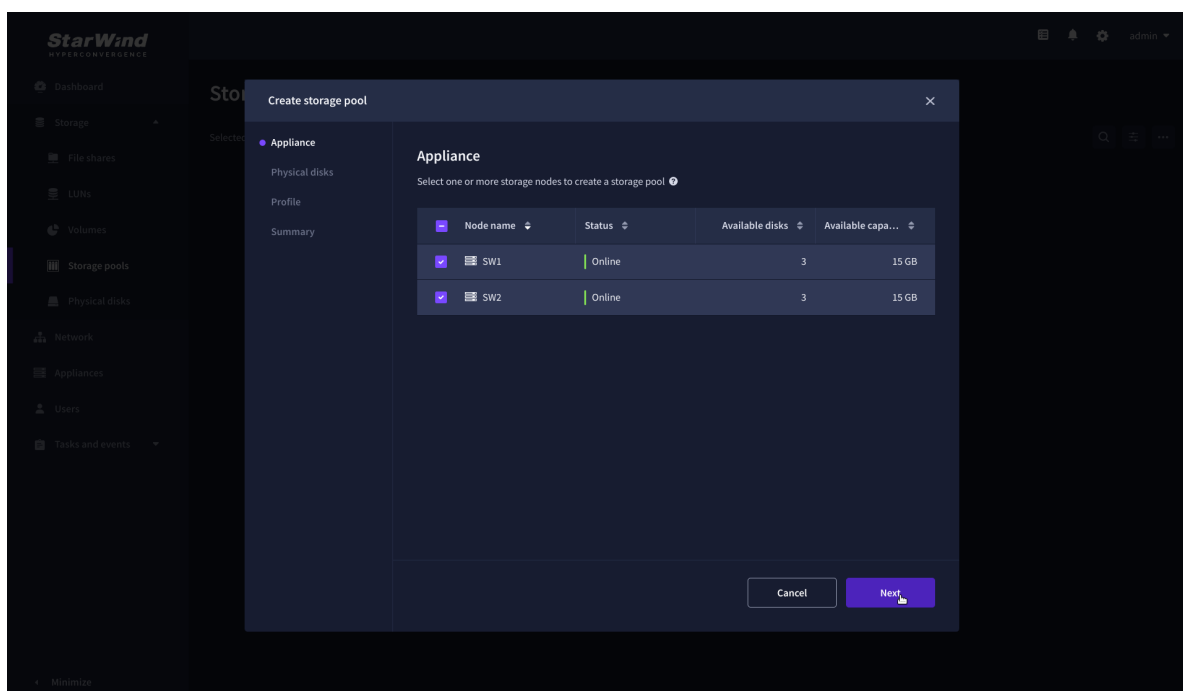 StarWind
HYPERCONVERGENCE
admin
Dashboard
Storage
File shares
LUNs
Volumes
Storage pools
Physical disks
Network
Appliances
Users
Tasks and events
Minimize
Stor
Selected
Create storage pool
Appliance
Physical disks
Profile
Summary
Appliance
Select one or more storage nodes to create a storage pool
Node name Status Available disks Available capa...
SW1 Online 3 15 GB
SW2 Online 3 15 GB
Cancel Next